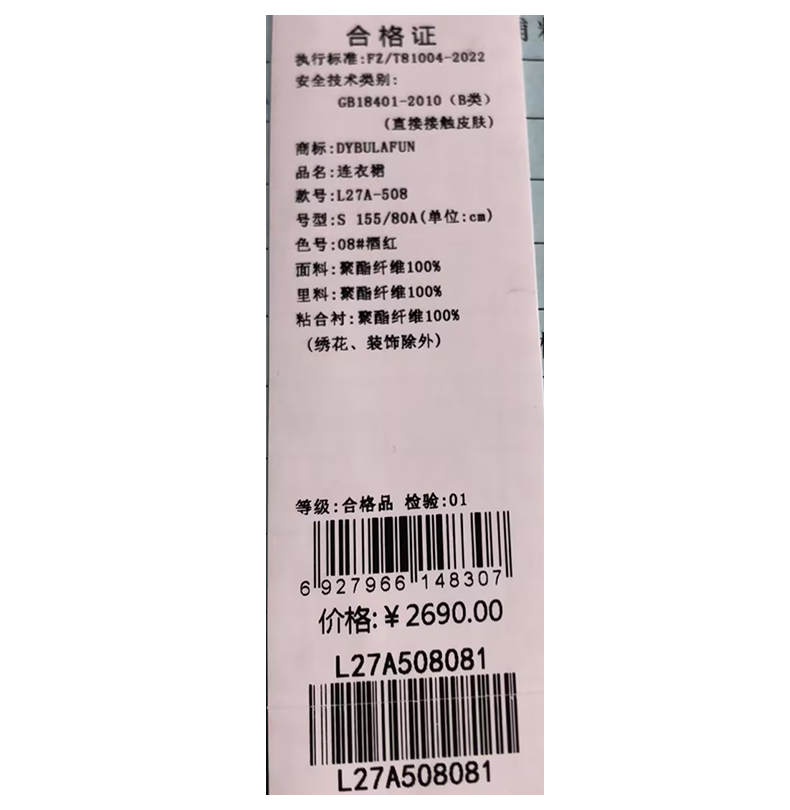 合格证
执行标准:FZ/T81004-2022
安全技术类别:
GB18401-2010（B类）
(直接接触皮肤)
商标:DYBULAFUN
品名:连衣裙
款号:L27A-508
号型:S 155/80A(单位:cm)
色号:08#酒红
面料:聚酯纤维100%
里料:聚酯纤维100%
粘合衬:聚酯纤维100%
(绣花、装饰除外)
等级:合格品 检验:01
6 927966 148307
价格:¥2690.00
L27A508081
L27A508081